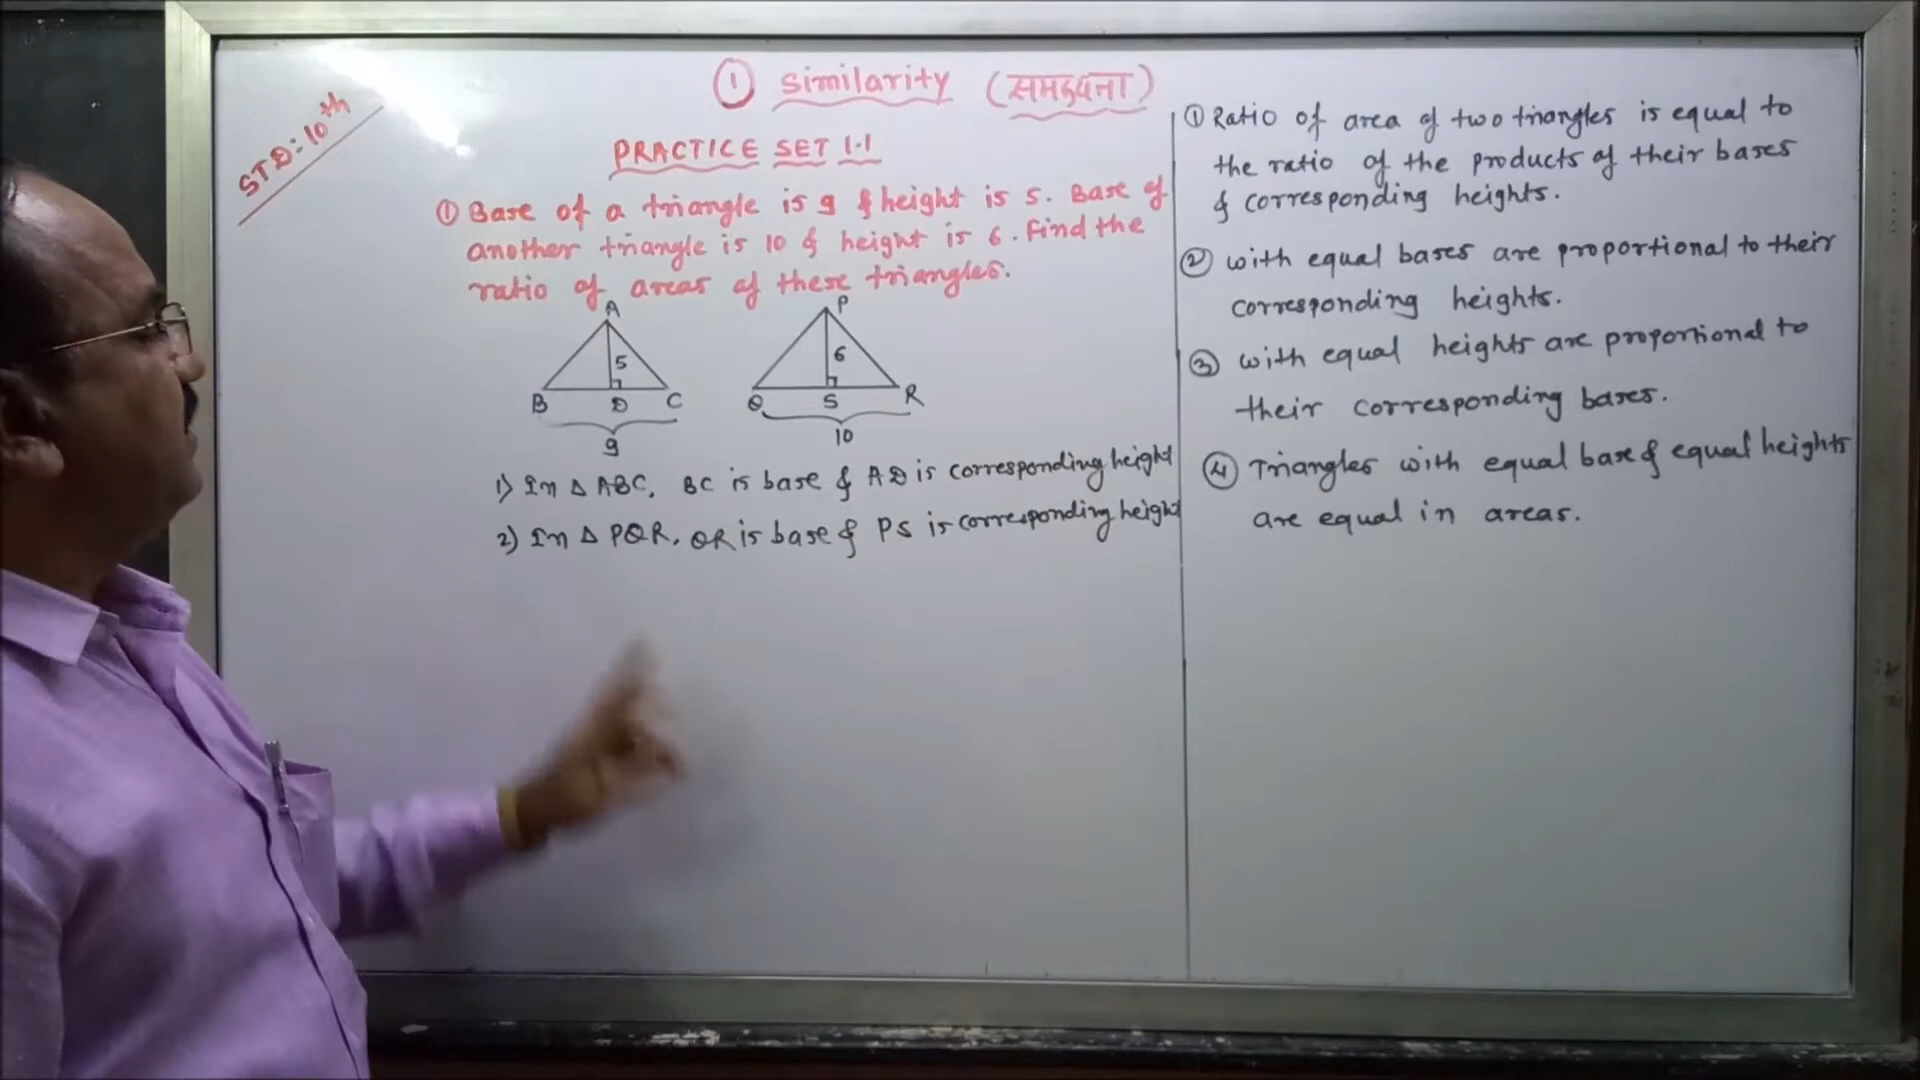 ① Similarity (समरूपता)
STD: 10th
PRACTICE SET 1.1
① Base of a triangle is 9 & height is 5. Base of
another triangle is 10 & height is 6. Find the
ratio of areas of these triangles.
A
5
B D C
9
P
6
Q S R
10
1) In △ ABC, BC is base & AD is corresponding height
2) In △ PQR, QR is base & PS is corresponding height
① Ratio of area of two triangles is equal to
the ratio of the products of their bases
& corresponding heights.
② with equal bases are proportional to their
corresponding heights.
③ with equal heights are proportional to
their corresponding bases.
④ Triangles with equal base & equal heights
are equal in areas.